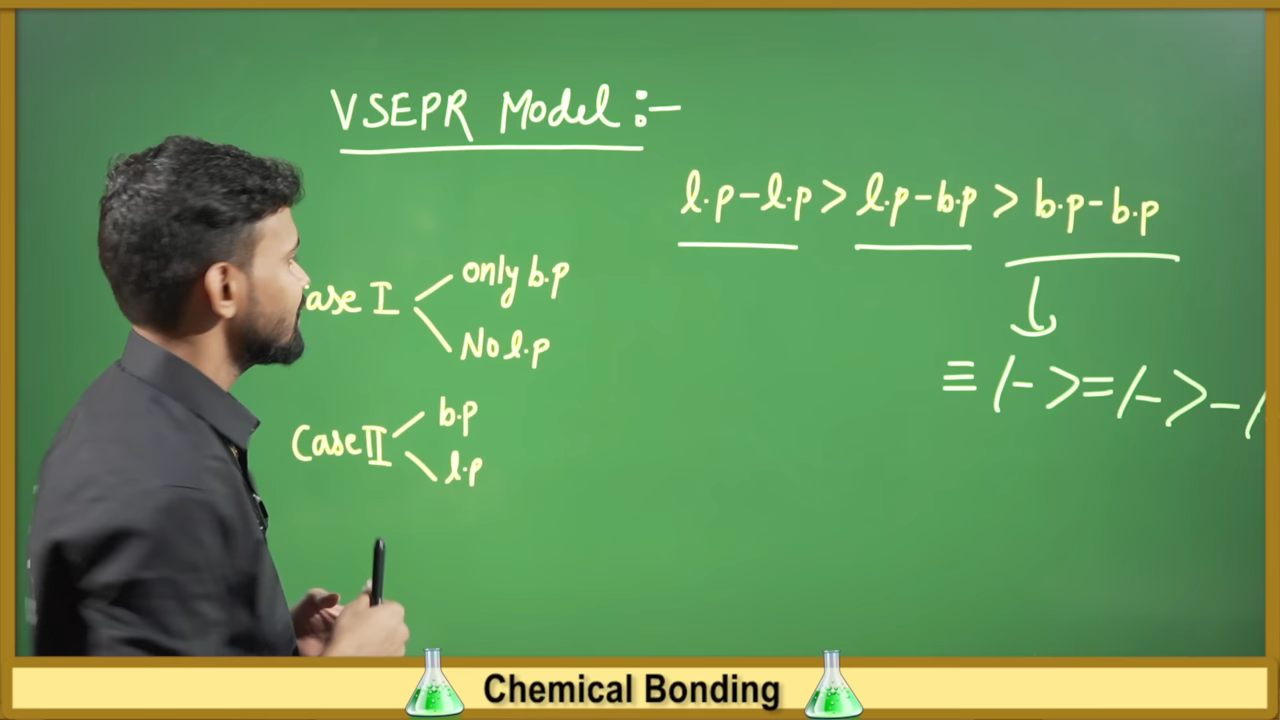 VSEPR Model :-
l.p-l.p > l.p-b.p > b.p-b.p
ase I
only b.p
No l.p
≡ /- > = /- > - /
Case II
b.p
l.p
Chemical Bonding